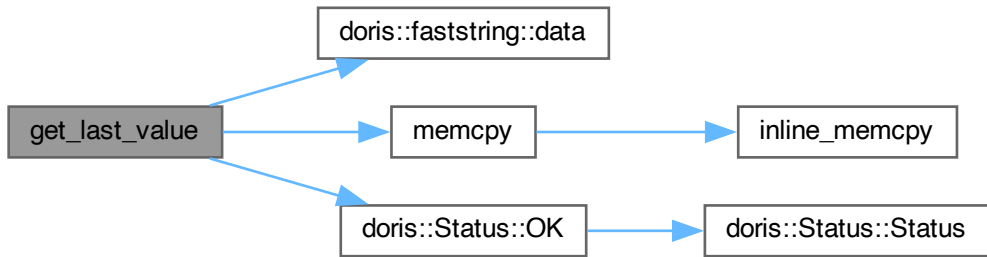 doris::faststring::data
get_last_value
memcpy
inline_memcpy
doris::Status::OK
doris::Status::Status